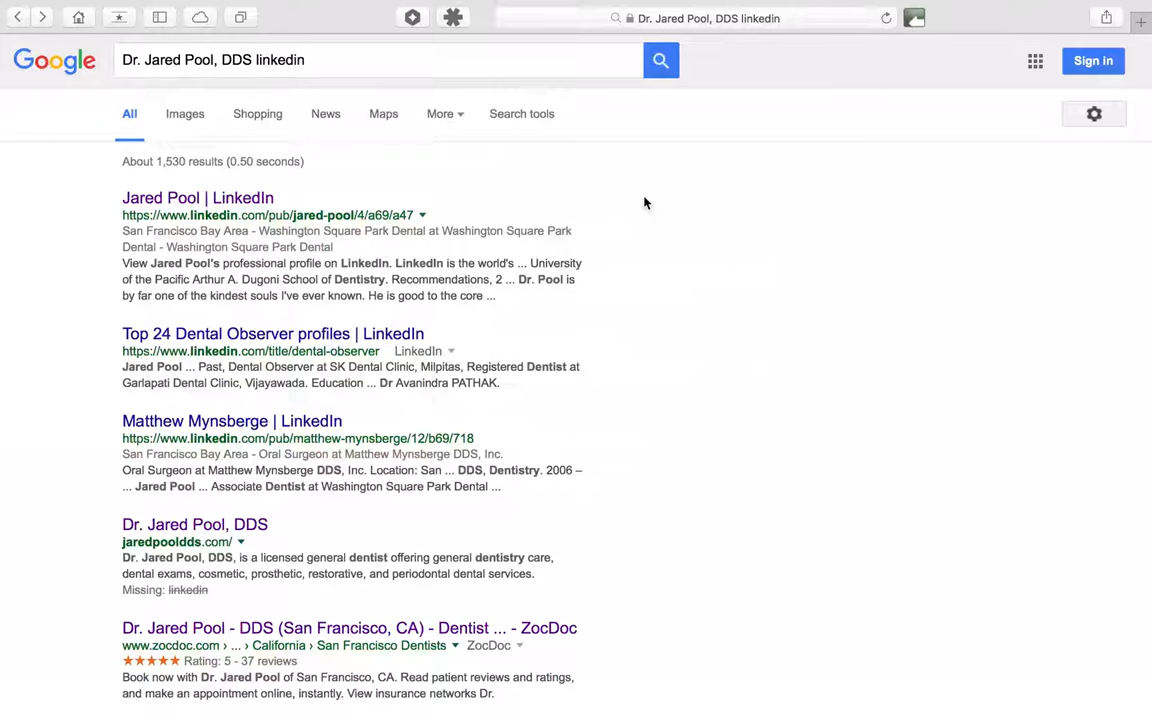 Dr. Jared Pool, DDS linkedin
Google
Dr. Jared Pool, DDS linkedin
Sign in
All Images Shopping News Maps More Search tools
About 1,530 results (0.50 seconds)
Jared Pool | LinkedIn
https://www.linkedin.com/pub/jared-pool/4/a69/a47
San Francisco Bay Area - Washington Square Park Dental at Washington Square Park
Dental - Washington Square Park Dental
View Jared Pool's professional profile on LinkedIn. LinkedIn is the world's ... University
of the Pacific Arthur A. Dugoni School of Dentistry. Recommendations, 2 ... Dr. Pool is
by far one of the kindest souls I've ever known. He is good to the core ...
Top 24 Dental Observer profiles | LinkedIn
https://www.linkedin.com/title/dental-observer LinkedIn
Jared Pool ... Past, Dental Observer at SK Dental Clinic, Milpitas, Registered Dentist at
Garlapati Dental Clinic, Vijayawada. Education ... Dr Avanindra PATHAK.
Matthew Mynsberge | LinkedIn
https://www.linkedin.com/pub/matthew-mynsberge/12/b69/718
San Francisco Bay Area - Oral Surgeon at Matthew Mynsberge DDS, Inc.
Oral Surgeon at Matthew Mynsberge DDS, Inc. Location: San ... DDS, Dentistry. 2006 –
... Jared Pool ... Associate Dentist at Washington Square Park Dental ...
Dr. Jared Pool, DDS
jaredpooldds.com/
Dr. Jared Pool, DDS, is a licensed general dentist offering general dentistry care,
dental exams, cosmetic, prosthetic, restorative, and periodontal dental services.
Missing: linkedin
Dr. Jared Pool - DDS (San Francisco, CA) - Dentist ... - ZocDoc
www.zocdoc.com › ... › California › San Francisco Dentists ZocDoc
Rating: 5 - 37 reviews
Book now with Dr. Jared Pool of San Francisco, CA. Read patient reviews and ratings,
and make an appointment online, instantly. View insurance networks Dr.